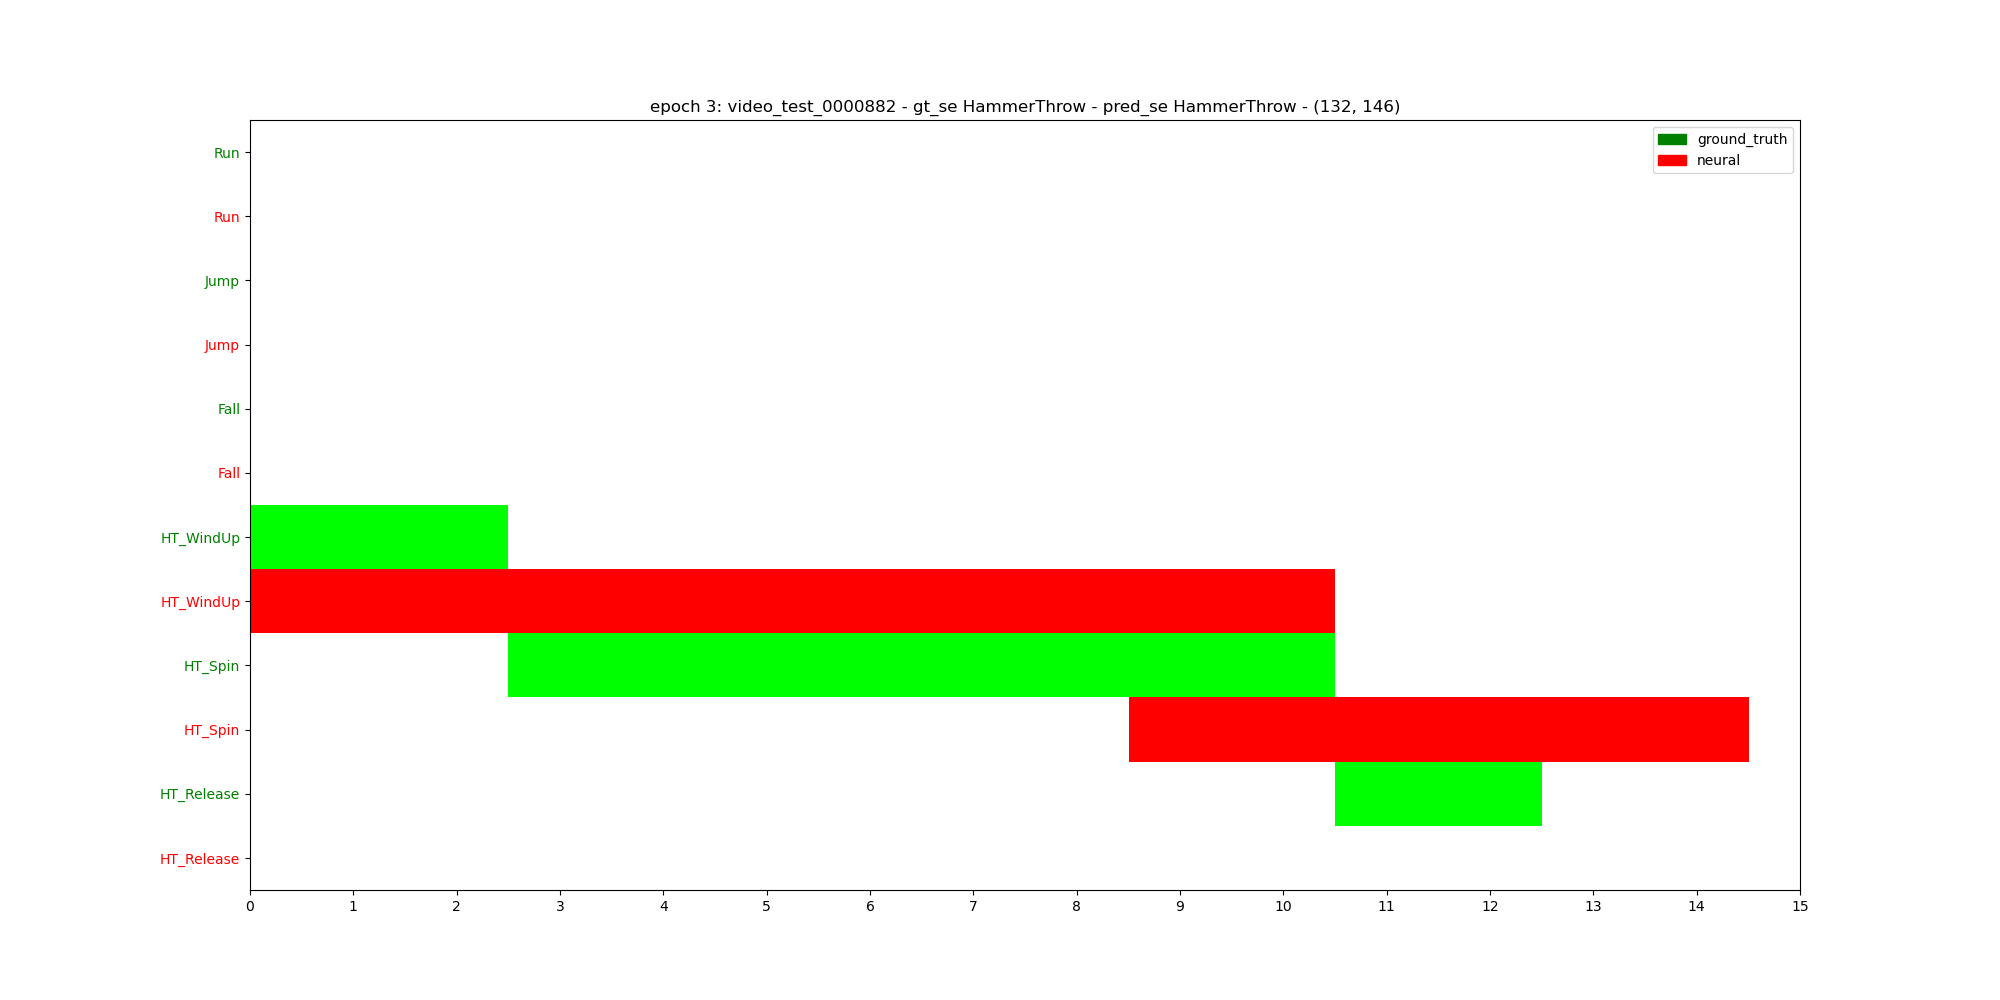 epoch 3: video_test_0000882 - gt_se HammerThrow - pred_se HammerThrow - (132, 146)
ground_truth
neural
Run
Run
Jump
Jump
Fall
Fall
HT_WindUp
HT_WindUp
HT_Spin
HT_Spin
HT_Release
HT_Release
0 1 2 3 4 5 6 7 8 9 10 11 12 13 14 15